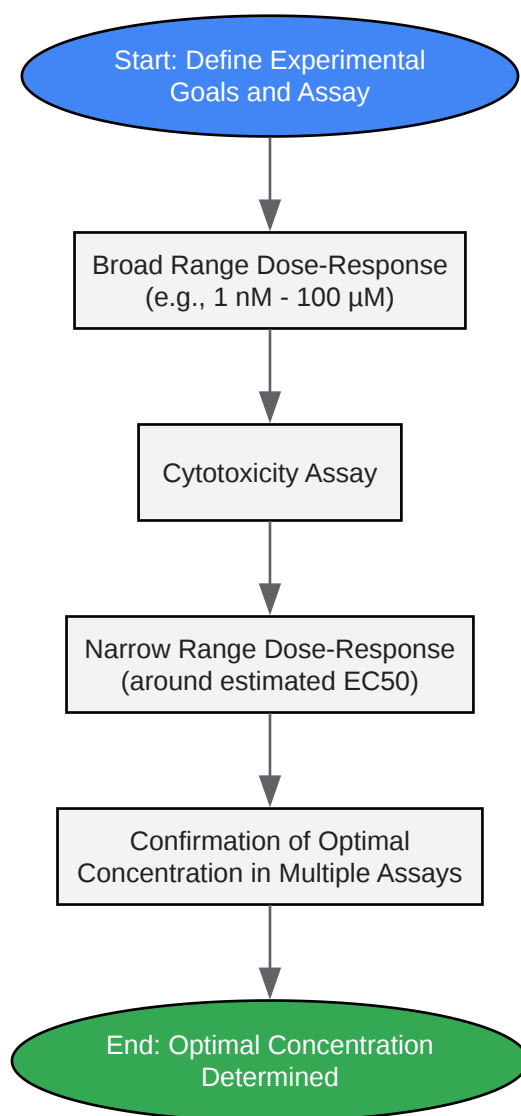 Start: Define Experimental
Goals and Assay
Broad Range Dose-Response
(e.g., 1 nM - 100 µM)
Cytotoxicity Assay
Narrow Range Dose-Response
(around estimated EC50)
Confirmation of Optimal
Concentration in Multiple Assays
End: Optimal Concentration
Determined